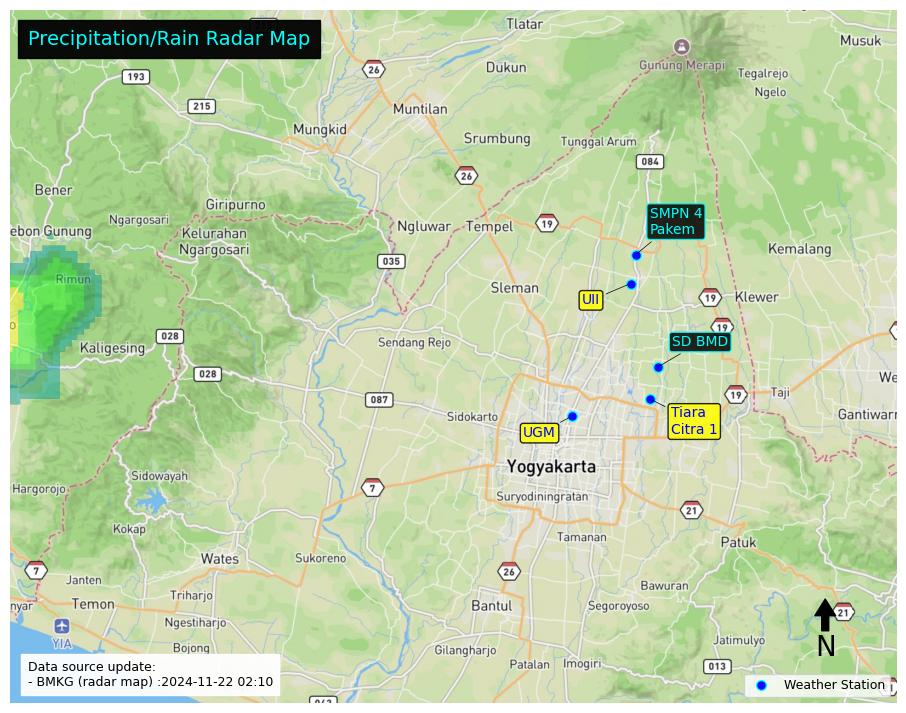 Precipitation/Rain Radar Map
Tlatar
Musuk
26
193
Dukun
Gunung Merapi
Tegalrejo
Ngelo
215
Muntilan
Mungkid
Srumbung
Tunggal Arum
084
26
Bener
Giripurno
SMPN 4
Pakem
Ngargosari
Ngluwar
Tempel
19
ebon Gunung
Kelurahan
Ngargosari
Kemalang
035
Rimun
Sleman
UII
19
Klewer
19
028
Kaligesing
Sendang Rejo
SD BMD
028
We
Taji
19
087
Sidokarto
Tiara
Citra 1
Gantiwarn
UGM
Yogyakarta
Sidowayah
Hargorojo
7
Suryodiningratan
21
Kokap
Tamanan
Patuk
Wates
Sukoreno
7
26
Janten
Bawuran
Triharjo
nyar
Temon
Bantul
Segoroyoso
21
Ngestiharjo
YIA
Jatimulyo
N
Bojong
Gilangharjo
Patalan
Imogiri
013
Data source update:
- BMKG (radar map) :2024-11-22 02:10
Weather Station